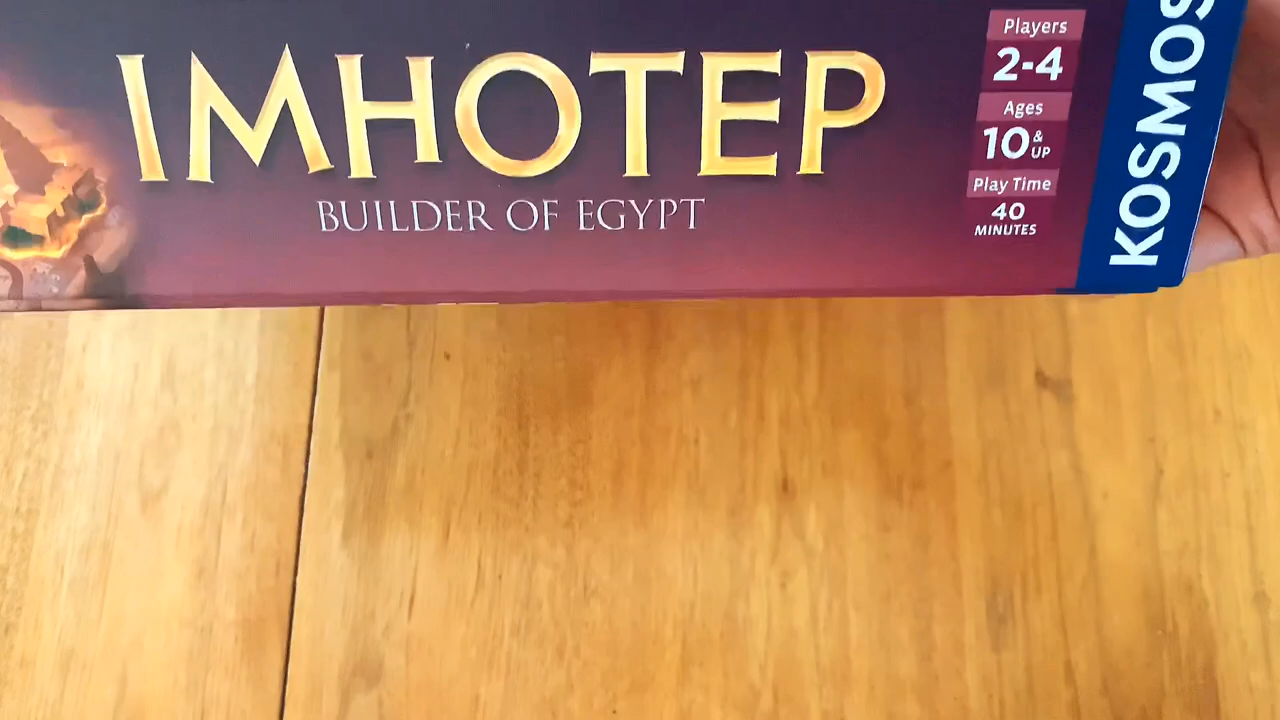 IMHOTEP
BUILDER OF EGYPT
Players
2-4
Ages
10 & UP
Play Time
40
MINUTES
KOSMOS